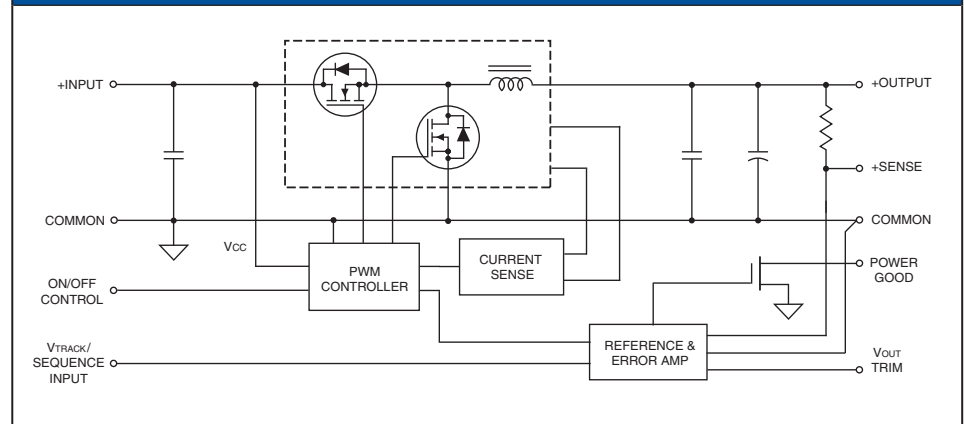 +INPUT
+OUTPUT
+SENSE
COMMON
COMMON
VCC
PWM
CONTROLLER
CURRENT
SENSE
POWER
GOOD
ON/OFF
CONTROL
VTRACK/
SEQUENCE
INPUT
REFERENCE &
ERROR AMP
VOUT
TRIM